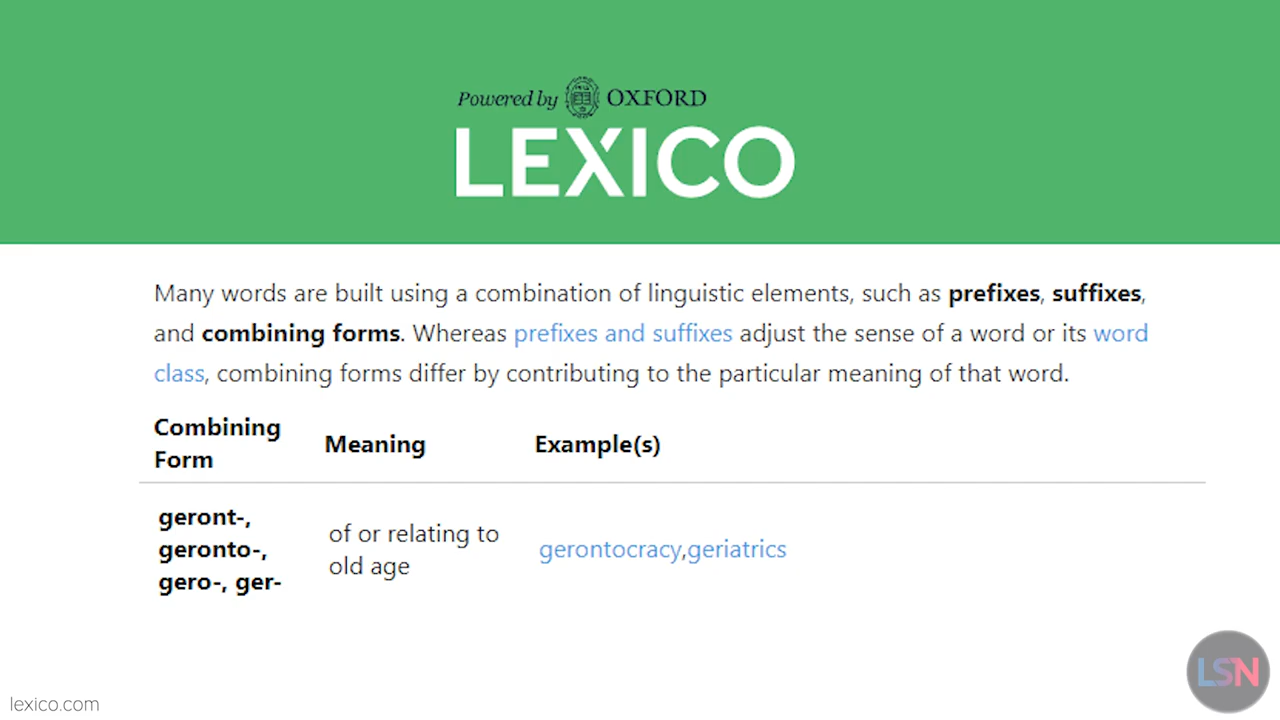 Powered by OXFORD
LEXICO
Many words are built using a combination of linguistic elements, such as prefixes, suffixes,
and combining forms. Whereas prefixes and suffixes adjust the sense of a word or its word
class, combining forms differ by contributing to the particular meaning of that word.
Combining
Form
Meaning
Example(s)
geront-,
geronto-,
gero-, ger-
of or relating to
old age
gerontocracy,geriatrics
LSN
lexico.com